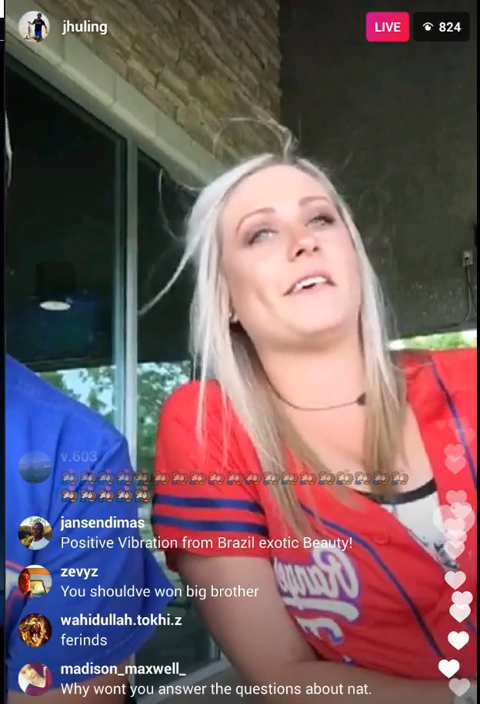 jhuling
LIVE
824
v.603
jansendimas
Positive Vibration from Brazil exotic Beauty!
zevyz
You shouldve won big brother
wahidullah.tokhi.z
ferinds
madison_maxwell_
Why wont you answer the questions about nat.